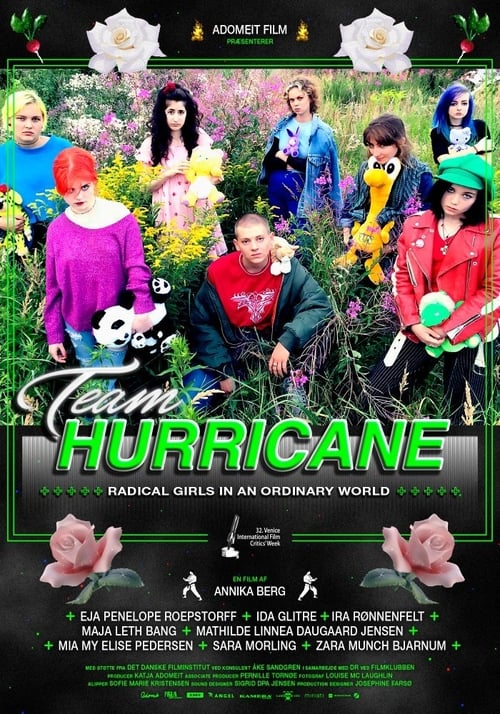 ADOMEIT FILM
PRÆSENTERER
Team
HURRICANE
RADICAL GIRLS IN AN ORDINARY WORLD
32. Venice
International Film
Critics' Week
EN FILM AF
ANNIKA BERG
EJA PENELOPE ROEPSTORFF + IDA GLITRE + IRA RØNNENFELT
MAJA LETH BANG + MATHILDE LINNEA DAUGAARD JENSEN
MIA MY ELISE PEDERSEN + SARA MORLING + ZARA MUNCH BJARNUM
MED STØTTE FRA DET DANSKE FILMINSTITUT VED KONSULENT ÅKE SANDGREN I SAMARBEJDE MED DR VED FILMKLUBBEN
PRODUCER KATJA ADOMEIT ASSOCIATE PRODUCER PERNILLE TORNØE FOTOGRAF LOUISE MC LAUGHLIN
KLIPPER SOFIE MARIE KRISTENSEN SOUND DESIGNER SIGRID DPA JENSEN PRODUCTION DESIGNER JOSEPHINE FARSØ
ANGEL
KAMERA